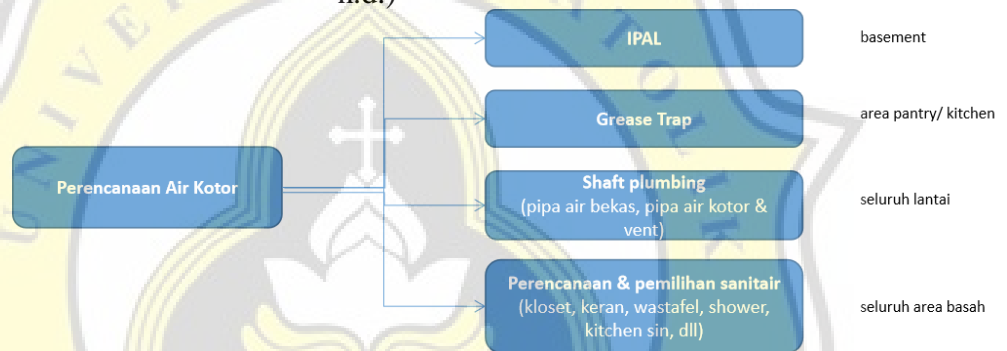 n.d.)
IPAL
basement
Grease Trap
area pantry/ kitchen
Perencanaan Air Kotor
Shaft plumbing
(pipa air bekas, pipa air kotor &
vent)
seluruh lantai
Perencanaan & pemilihan sanitair
(kloset, keran, wastafel, shower,
kitchen sin, dll)
seluruh area basah